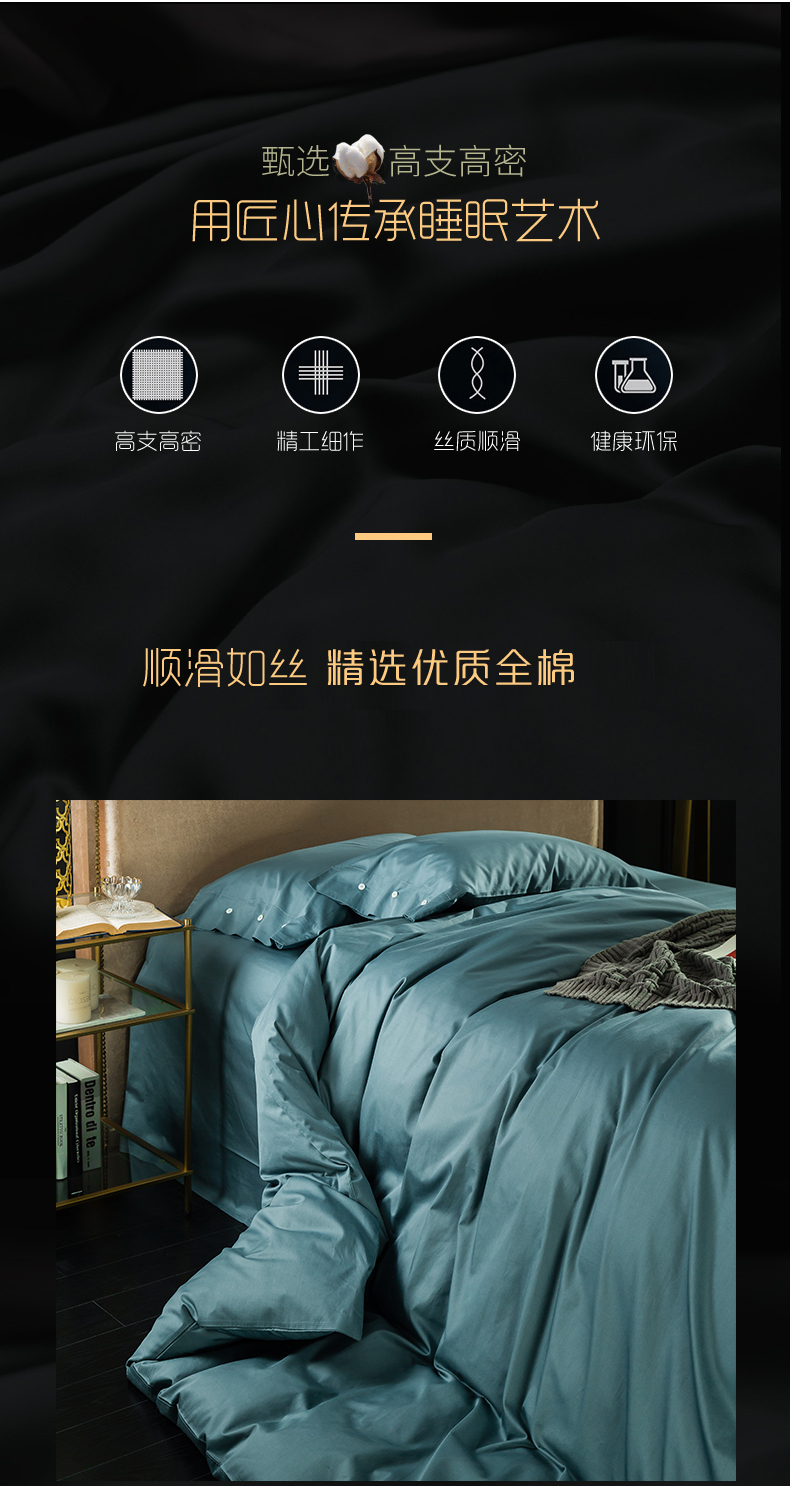 甄选 高支高密
用匠心传承睡眠艺术
高支高密 精工细作 丝质顺滑 健康环保
顺滑如丝 精选优质全棉
Dentro di te